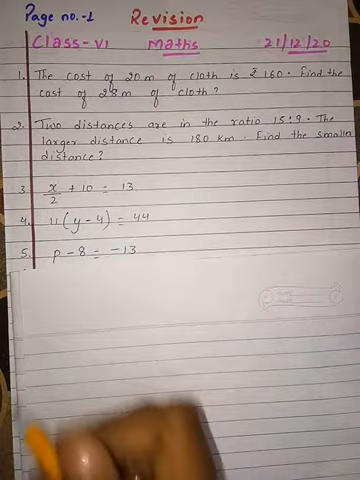 Page no.-1 Revision
Class-VI Maths 21/12/20
1. The cost of 20 m of cloth is ₹ 160. Find the
cost of 28 m of cloth?
2. Two distances are in the ratio 15:9. The
larger distance is 180 km. Find the smaller
distance?
3. x/2 + 10 = 13
4. 11(y - 4) = 44
5. p - 8 = -13